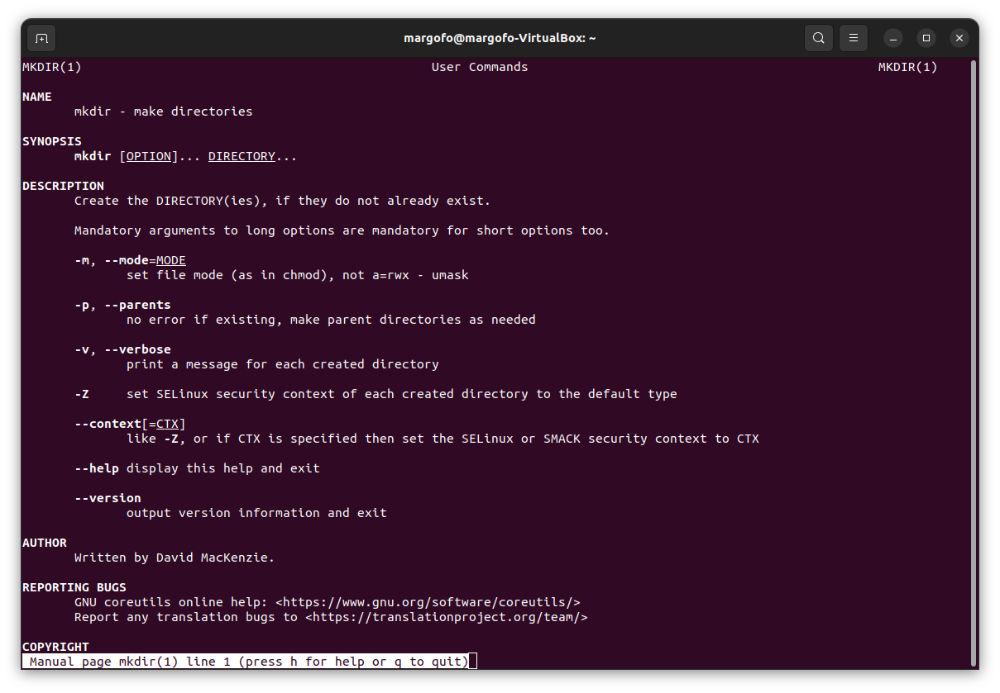 margofo@margofo-VirtualBox: ~
MKDIR(1) User Commands MKDIR(1)
NAME
mkdir - make directories
SYNOPSIS
mkdir [OPTION]... DIRECTORY...
DESCRIPTION
Create the DIRECTORY(ies), if they do not already exist.
Mandatory arguments to long options are mandatory for short options too.
-m, --mode=MODE
set file mode (as in chmod), not a=rwx - umask
-p, --parents
no error if existing, make parent directories as needed
-v, --verbose
print a message for each created directory
-Z set SELinux security context of each created directory to the default type
--context[=CTX]
like -Z, or if CTX is specified then set the SELinux or SMACK security context to CTX
--help display this help and exit
--version
output version information and exit
AUTHOR
Written by David MacKenzie.
REPORTING BUGS
GNU coreutils online help: <https://www.gnu.org/software/coreutils/>
Report any translation bugs to <https://translationproject.org/team/>
COPYRIGHT
Manual page mkdir(1) line 1 (press h for help or q to quit)